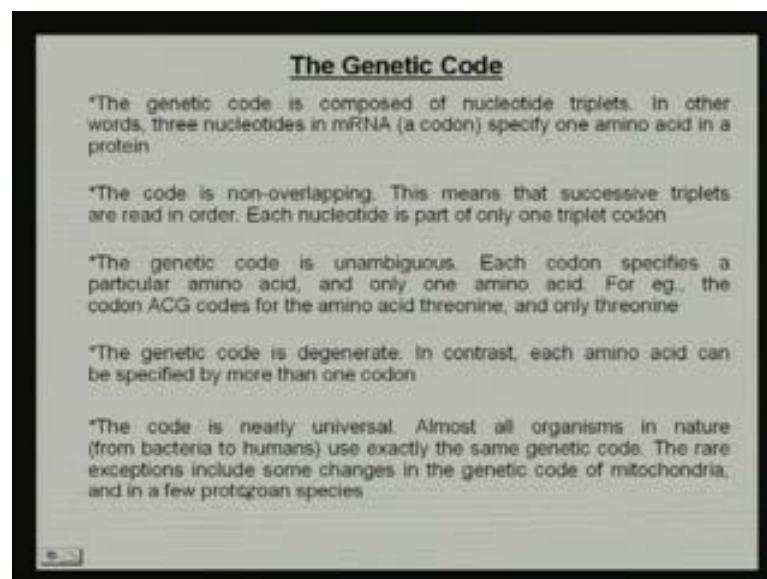 The Genetic Code
*The genetic code is composed of nucleotide triplets. In other
words, three nucleotides in mRNA (a codon) specify one amino acid in a
protein
*The code is non-overlapping. This means that successive triplets
are read in order. Each nucleotide is part of only one triplet codon
*The genetic code is unambiguous. Each codon specifies a
particular amino acid, and only one amino acid. For eg., the
codon ACG codes for the amino acid threonine, and only threonine
*The genetic code is degenerate. In contrast, each amino acid can
be specified by more than one codon
*The code is nearly universal. Almost all organisms in nature
(from bacteria to humans) use exactly the same genetic code. The rare
exceptions include some changes in the genetic code of mitochondria,
and in a few protozoan species